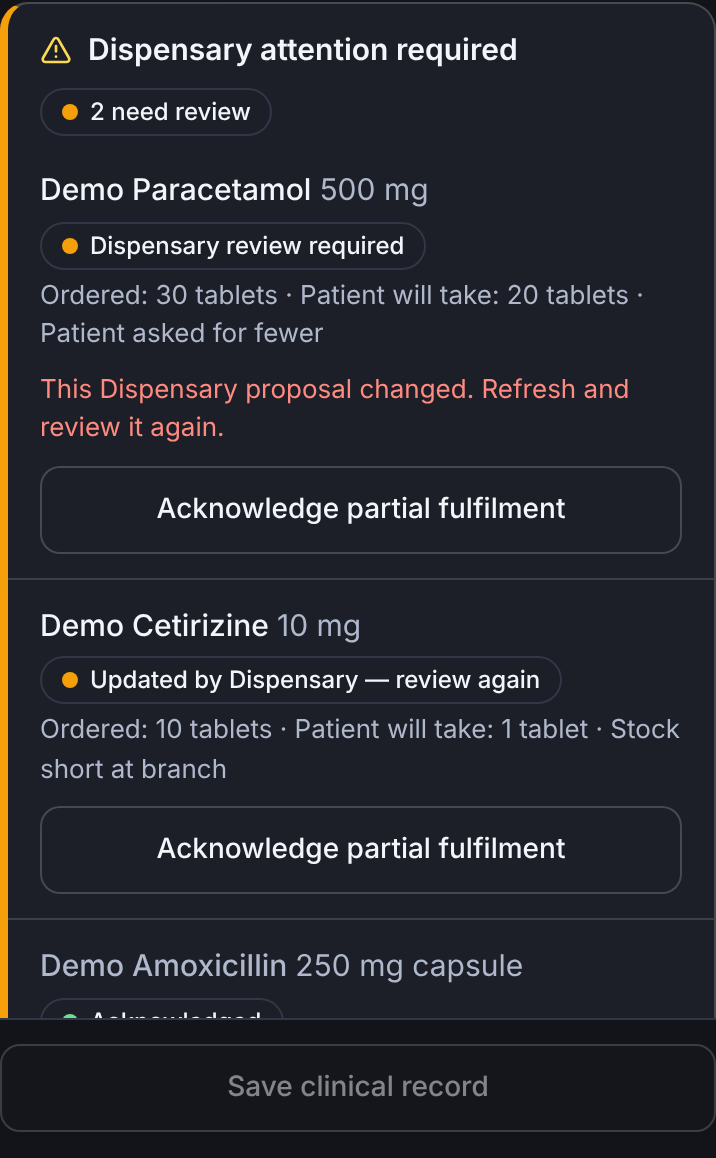 Dispensary attention required
2 need review
Demo Paracetamol 500 mg
Dispensary review required
Ordered: 30 tablets · Patient will take: 20 tablets ·
Patient asked for fewer
This Dispensary proposal changed. Refresh and
review it again.
Acknowledge partial fulfilment
Demo Cetirizine 10 mg
Updated by Dispensary — review again
Ordered: 10 tablets · Patient will take: 1 tablet · Stock
short at branch
Acknowledge partial fulfilment
Demo Amoxicillin 250 mg capsule
Acknowledged
Save clinical record